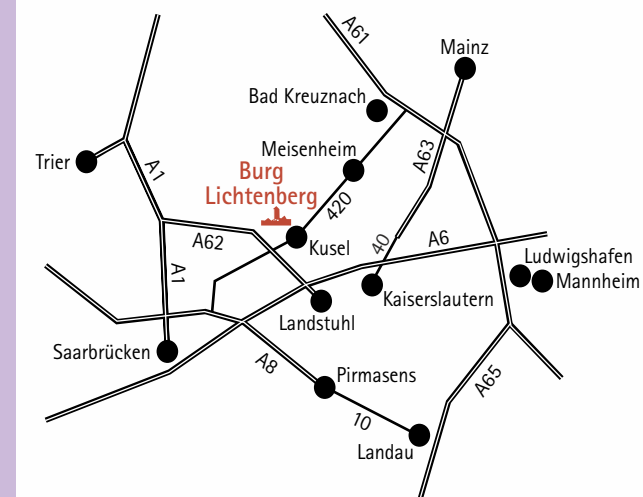 A61
Mainz
Bad Kreuznach
Meisenheim
A63
Trier
A1
Burg
Lichtenberg
420
Kusel
A62
40
A6
A1
Ludwigshafen
Mannheim
Kaiserslautern
Landstuhl
Saarbrücken
A8
Pirmasens
A65
10
Landau